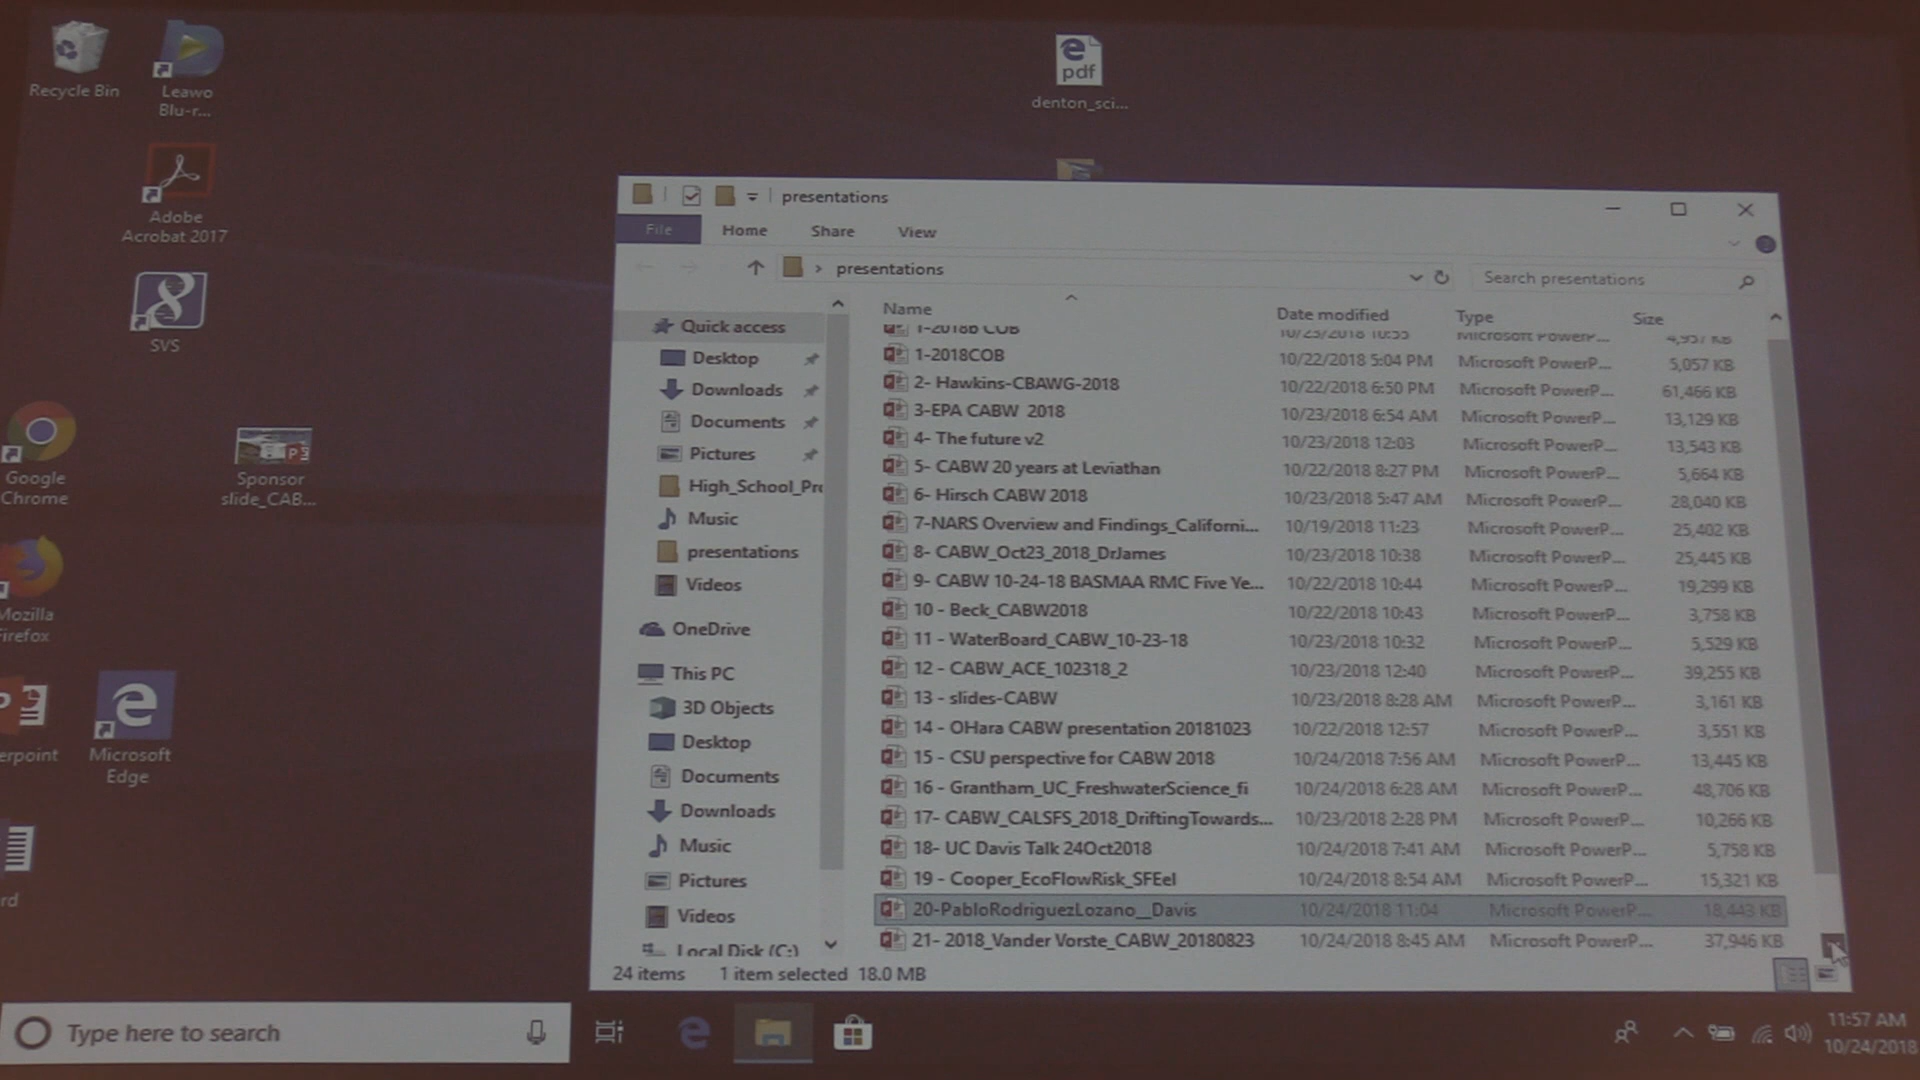 Recycle Bin
Leawo
Blu-r...
Adobe
Acrobat 2017
SVS
Google
Chrome
Sponsor
slide_CAB...
Mozilla
Firefox
erpoint
Microsoft
Edge
rd
pdf
denton_sci...
presentations
File Home Share View
presentations
Search presentations
Quick access
Desktop
Downloads
Documents
Pictures
High_School_Pre
Music
presentations
Videos
OneDrive
This PC
3D Objects
Desktop
Documents
Downloads
Music
Pictures
Videos
Local Disk (C:)
Name Date modified Type Size
1-2018b COB 10/23/2018 10:55 Microsoft PowerP... 4,957 KB
1-2018COB 10/22/2018 5:04 PM Microsoft PowerP... 5,057 KB
2- Hawkins-CBAWG-2018 10/22/2018 6:50 PM Microsoft PowerP... 61,466 KB
3-EPA CABW 2018 10/23/2018 6:54 AM Microsoft PowerP... 13,129 KB
4- The future v2 10/23/2018 12:03 Microsoft PowerP... 13,543 KB
5- CABW 20 years at Leviathan 10/22/2018 8:27 PM Microsoft PowerP... 5,664 KB
6- Hirsch CABW 2018 10/23/2018 5:47 AM Microsoft PowerP... 28,040 KB
7-NARS Overview and Findings_Californi... 10/19/2018 11:23 Microsoft PowerP... 25,402 KB
8- CABW_Oct23_2018_DrJames 10/23/2018 10:38 Microsoft PowerP... 25,445 KB
9- CABW 10-24-18 BASMAA RMC Five Ye... 10/22/2018 10:44 Microsoft PowerP... 19,299 KB
10 - Beck_CABW2018 10/22/2018 10:43 Microsoft PowerP... 3,758 KB
11 - WaterBoard_CABW_10-23-18 10/23/2018 10:32 Microsoft PowerP... 5,529 KB
12 - CABW_ACE_102318_2 10/23/2018 12:40 Microsoft PowerP... 39,255 KB
13 - slides-CABW 10/23/2018 8:28 AM Microsoft PowerP... 3,161 KB
14 - OHara CABW presentation 20181023 10/22/2018 12:57 Microsoft PowerP... 3,551 KB
15 - CSU perspective for CABW 2018 10/24/2018 7:56 AM Microsoft PowerP... 13,445 KB
16 - Grantham_UC_FreshwaterScience_fi 10/24/2018 6:28 AM Microsoft PowerP... 48,706 KB
17- CABW_CALSFS_2018_DriftingTowards... 10/23/2018 2:28 PM Microsoft PowerP... 10,266 KB
18- UC Davis Talk 24Oct2018 10/24/2018 7:41 AM Microsoft PowerP... 5,758 KB
19 - Cooper_EcoFlowRisk_SFEel 10/24/2018 8:54 AM Microsoft PowerP... 15,321 KB
20-PabloRodriguezLozano__Davis 10/24/2018 11:04 Microsoft PowerP... 18,443 KB
21- 2018_Vander Vorste_CABW_20180823 10/24/2018 8:45 AM Microsoft PowerP... 37,946 KB
24 items 1 item selected 18.0 MB
Type here to search
11:57 AM
10/24/2018